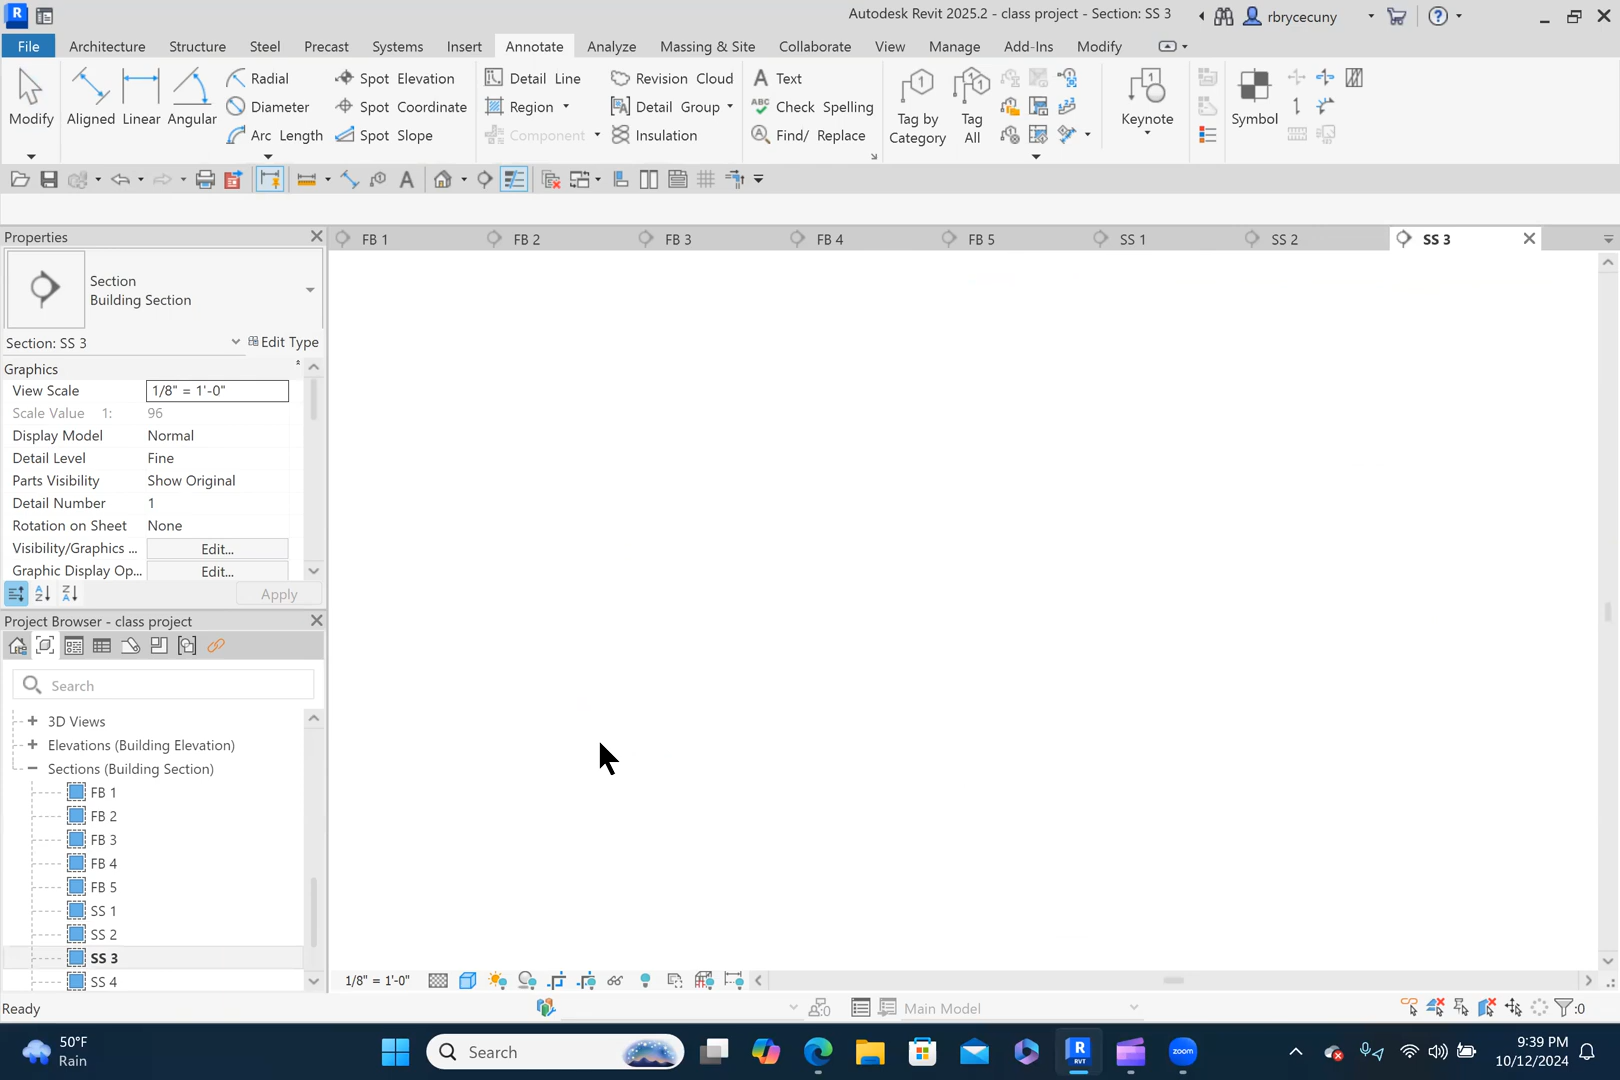 R
Autodesk Revit 2025.2 - class project - Section: SS 3
rbrycecuny
File Architecture Structure Steel Precast Systems Insert Annotate Analyze Massing & Site Collaborate View Manage Add-Ins Modify
Modify
Aligned Linear Angular
Radial
Diameter
Arc Length
Spot Elevation
Spot Coordinate
Spot Slope
Detail Line
Region
Component
Revision Cloud
Detail Group
Insulation
A Text
ABC Check Spelling
Find/ Replace
Tag by Category
Tag All
Keynote
Symbol
Properties
FB 1 FB 2 FB 3 FB 4 FB 5 SS 1 SS 2 SS 3
Section
Building Section
Section: SS 3 Edit Type
Graphics
View Scale 1/8" = 1'-0"
Scale Value 1: 96
Display Model Normal
Detail Level Fine
Parts Visibility Show Original
Detail Number 1
Rotation on Sheet None
Visibility/Graphics ... Edit...
Graphic Display Op... Edit...
Apply
Project Browser - class project
Search
3D Views
Elevations (Building Elevation)
Sections (Building Section)
FB 1
FB 2
FB 3
FB 4
FB 5
SS 1
SS 2
SS 3
SS 4
1/8" = 1'-0"
Ready
:0
Main Model
:0
50°F
Rain
Search
R
RVT
zoom
9:39 PM
10/12/2024